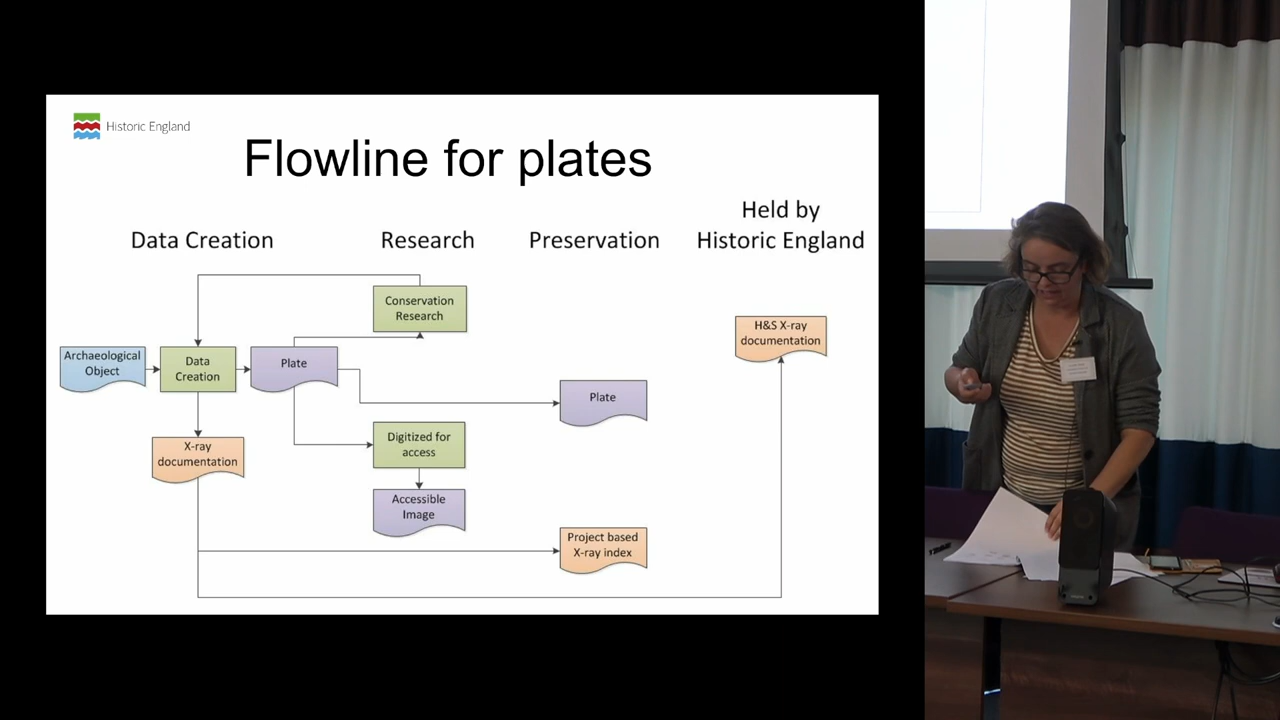 Historic England
Flowline for plates
Held by
Historic England
Data Creation
Research
Preservation
Conservation
Research
H&S X-ray
documentation
Archaeological
Object
Data
Creation
Plate
Plate
Digitized for
access
X-ray
documentation
Accessible
Image
Project based
X-ray index